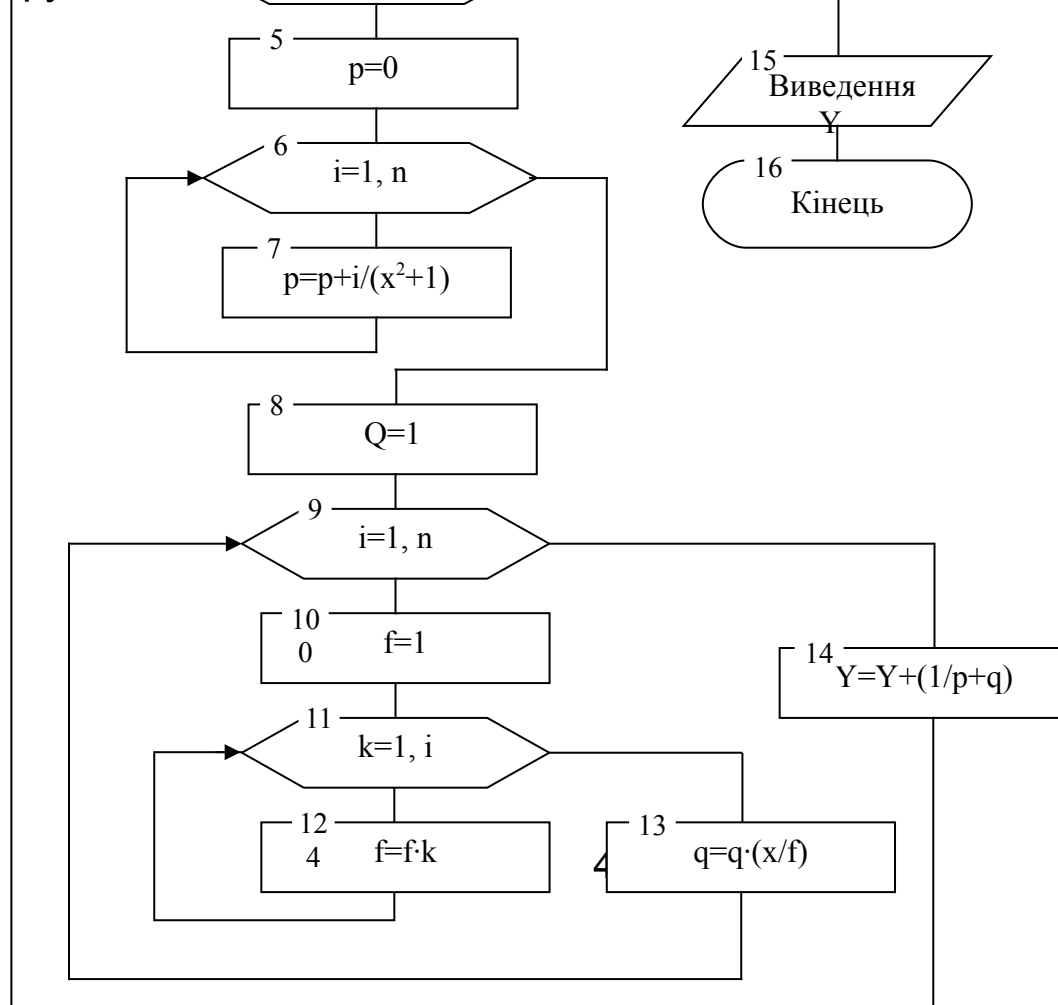 5
p=0
6
i=1, n
7
p=p+i/(x²+1)
8
Q=1
9
i=1, n
10
0
f=1
11
k=1, i
12
4
f=f·k
13
q=q·(x/f)
14
Y=Y+(1/p+q)
15
Виведення
Y
16
Кінець